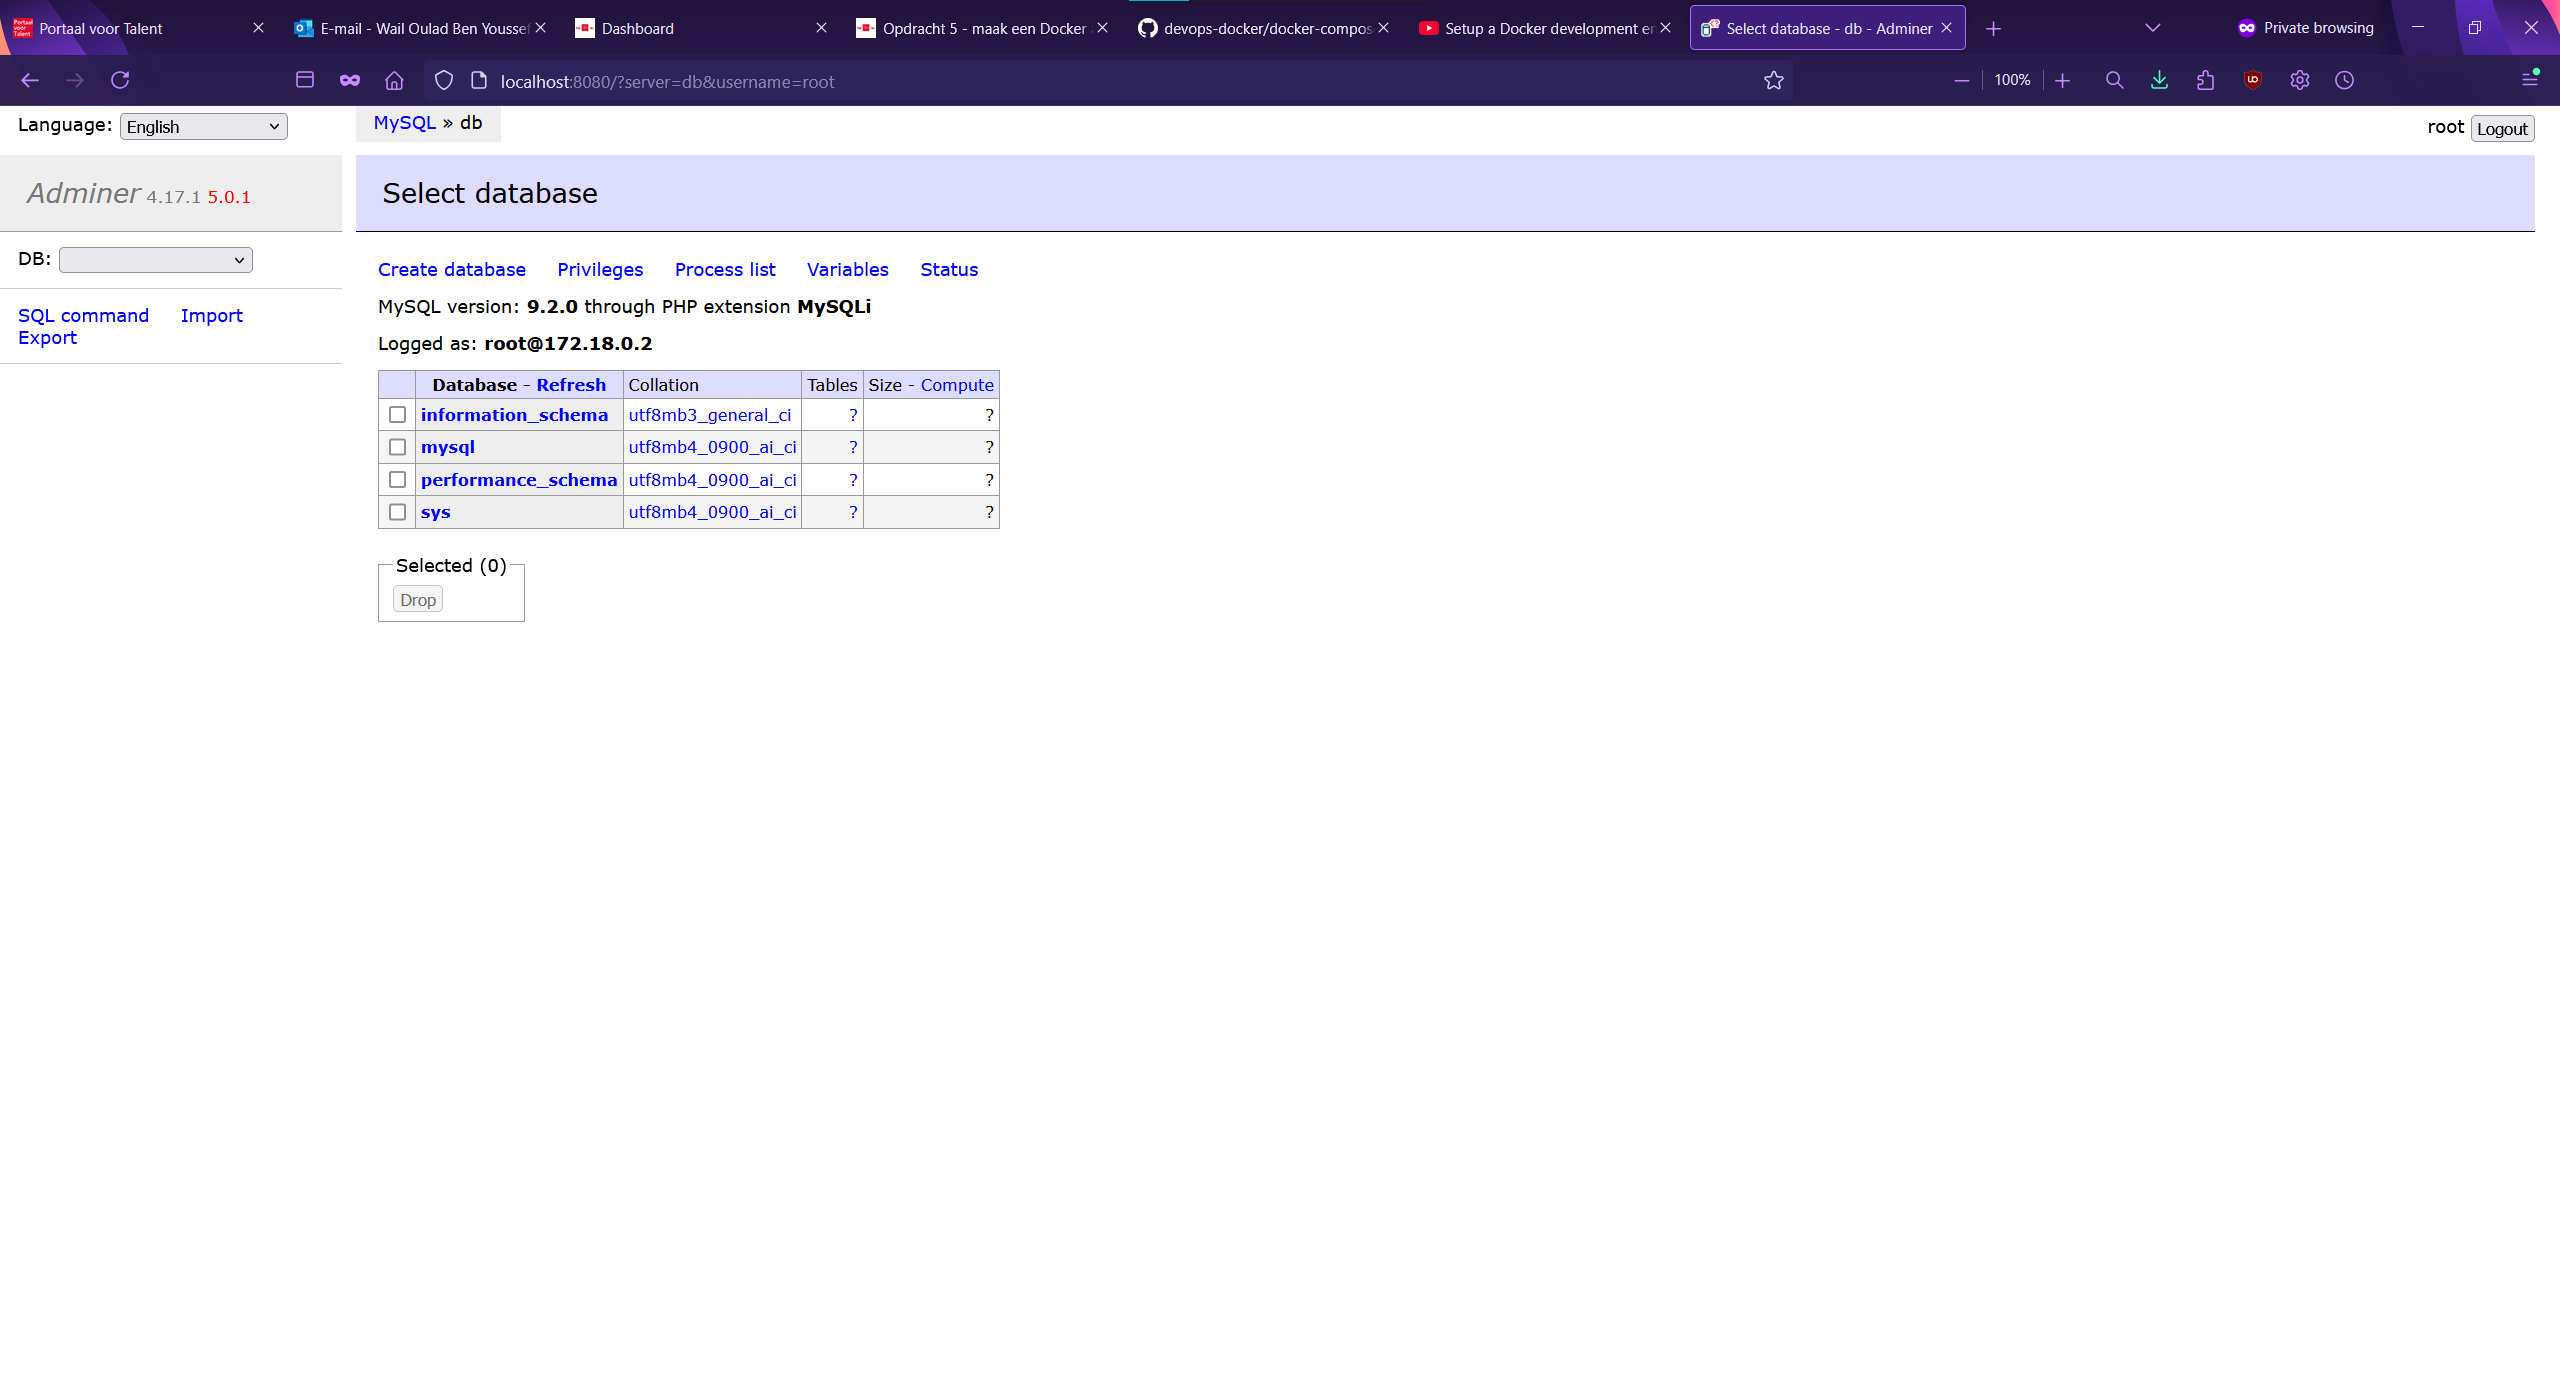 Portaal voor Talent
E-mail - Wail Oulad Ben Youssef
Dashboard
Opdracht 5 - maak een Docker
devops-docker/docker-compos
Setup a Docker development en
Select database - db - Adminer
Private browsing
localhost:8080/?server=db&username=root
100%
Language: English
MySQL » db
root Logout
Adminer 4.17.1 5.0.1
Select database
DB:
SQL command Import
Export
Create database Privileges Process list Variables Status
MySQL version: 9.2.0 through PHP extension MySQLi
Logged as: root@172.18.0.2
Database - Refresh Collation Tables Size - Compute
information_schema utf8mb3_general_ci ? ?
mysql utf8mb4_0900_ai_ci ? ?
performance_schema utf8mb4_0900_ai_ci ? ?
sys utf8mb4_0900_ai_ci ? ?
Selected (0)
Drop